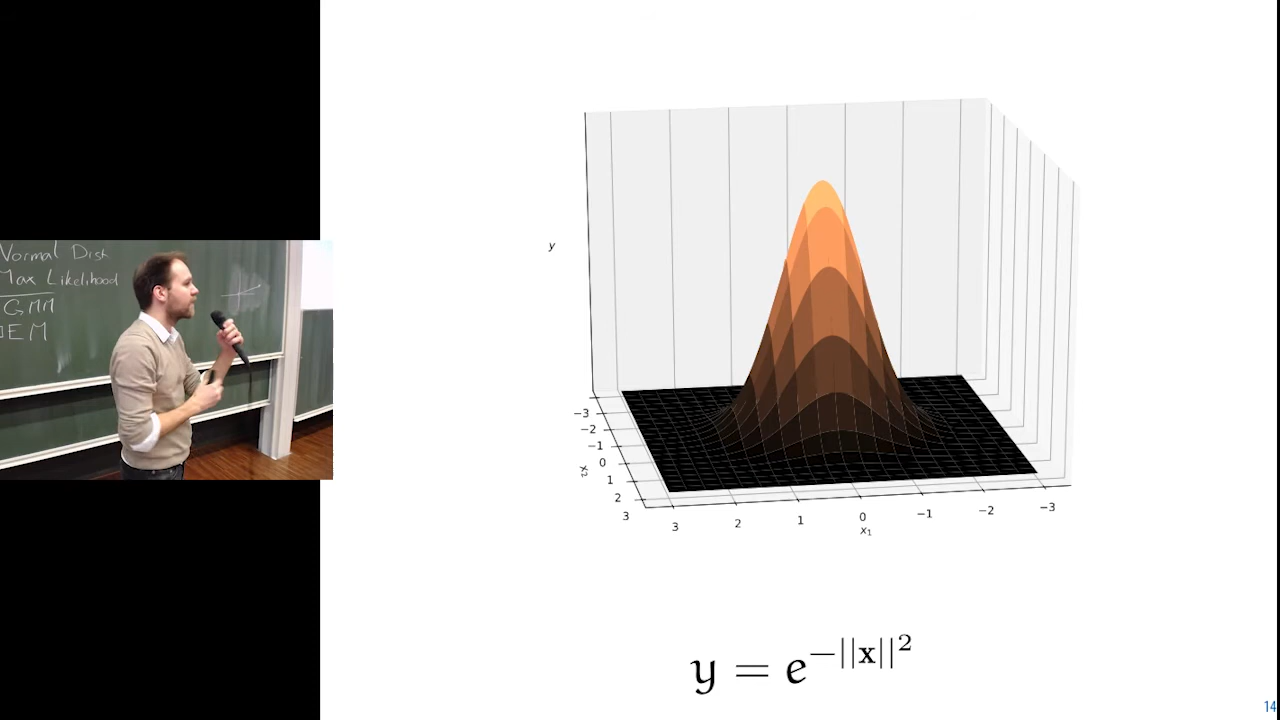 Normal Dist
Max Likelihood
GMM
EM
y
−3
−2
−1
0
1
2
3
x₂
3
2
1
0
−1
−2
−3
x₁
y = e^{−||x||²}
14